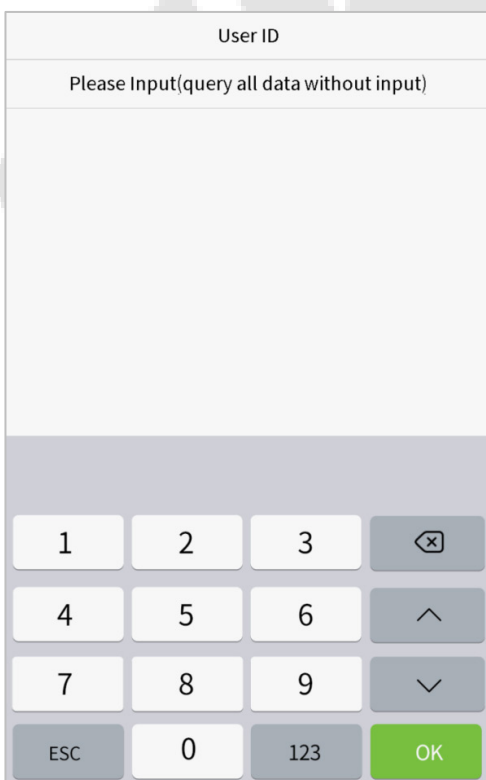 User ID
Please Input(query all data without input)
1 2 3
4 5 6
7 8 9
ESC 0 123 OK